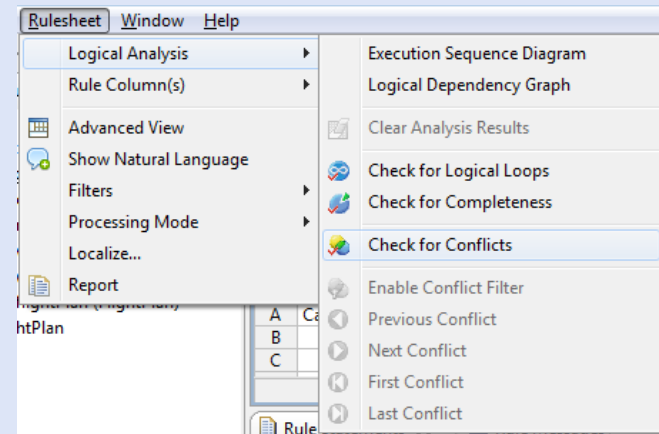 Rulesheet Window Help
Logical Analysis
Rule Column(s)
Advanced View
Show Natural Language
Filters
Processing Mode
Localize...
Report
Execution Sequence Diagram
Logical Dependency Graph
Clear Analysis Results
Check for Logical Loops
Check for Completeness
Check for Conflicts
Enable Conflict Filter
Previous Conflict
Next Conflict
First Conflict
Last Conflict
htPlan
A Ca
B
C
Rule